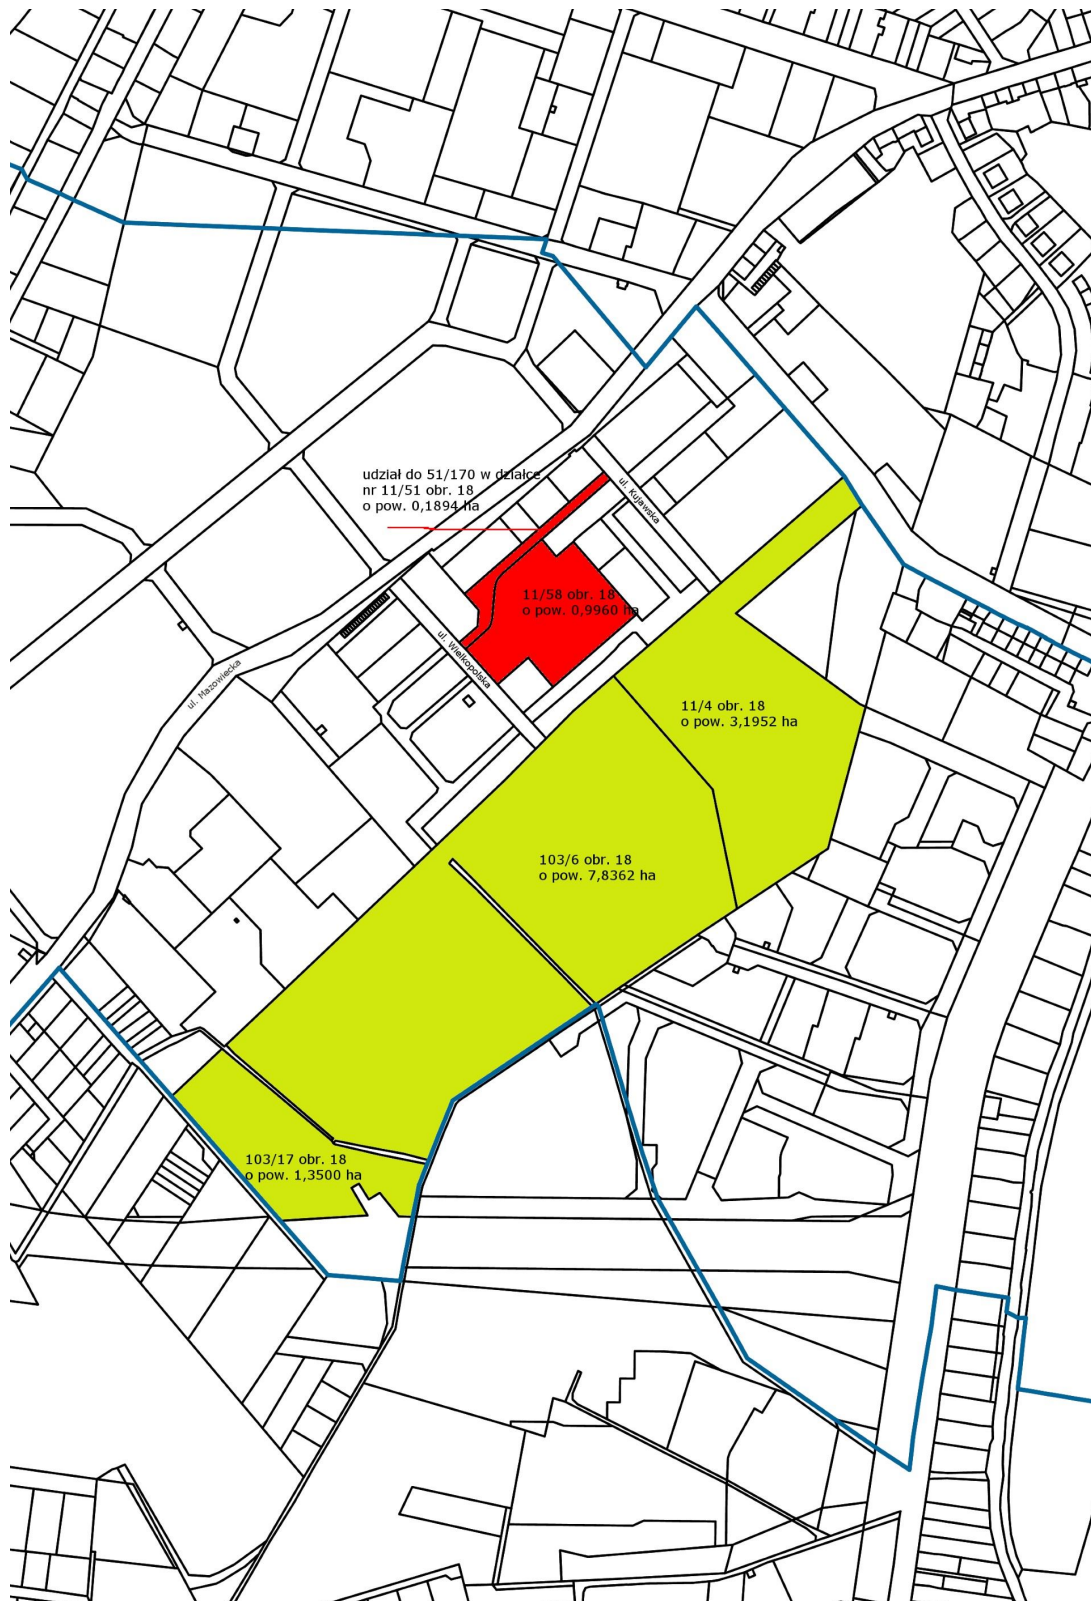 udział do 51/170 w działce
nr 11/51 obr. 18
o pow. 0,1894 ha
ul. Kujawska
11/58 obr. 18
o pow. 0,9960 ha
ul. Wielkopolska
ul. Mazowiecka
11/4 obr. 18
o pow. 3,1952 ha
103/6 obr. 18
o pow. 7,8362 ha
103/17 obr. 18
o pow. 1,3500 ha